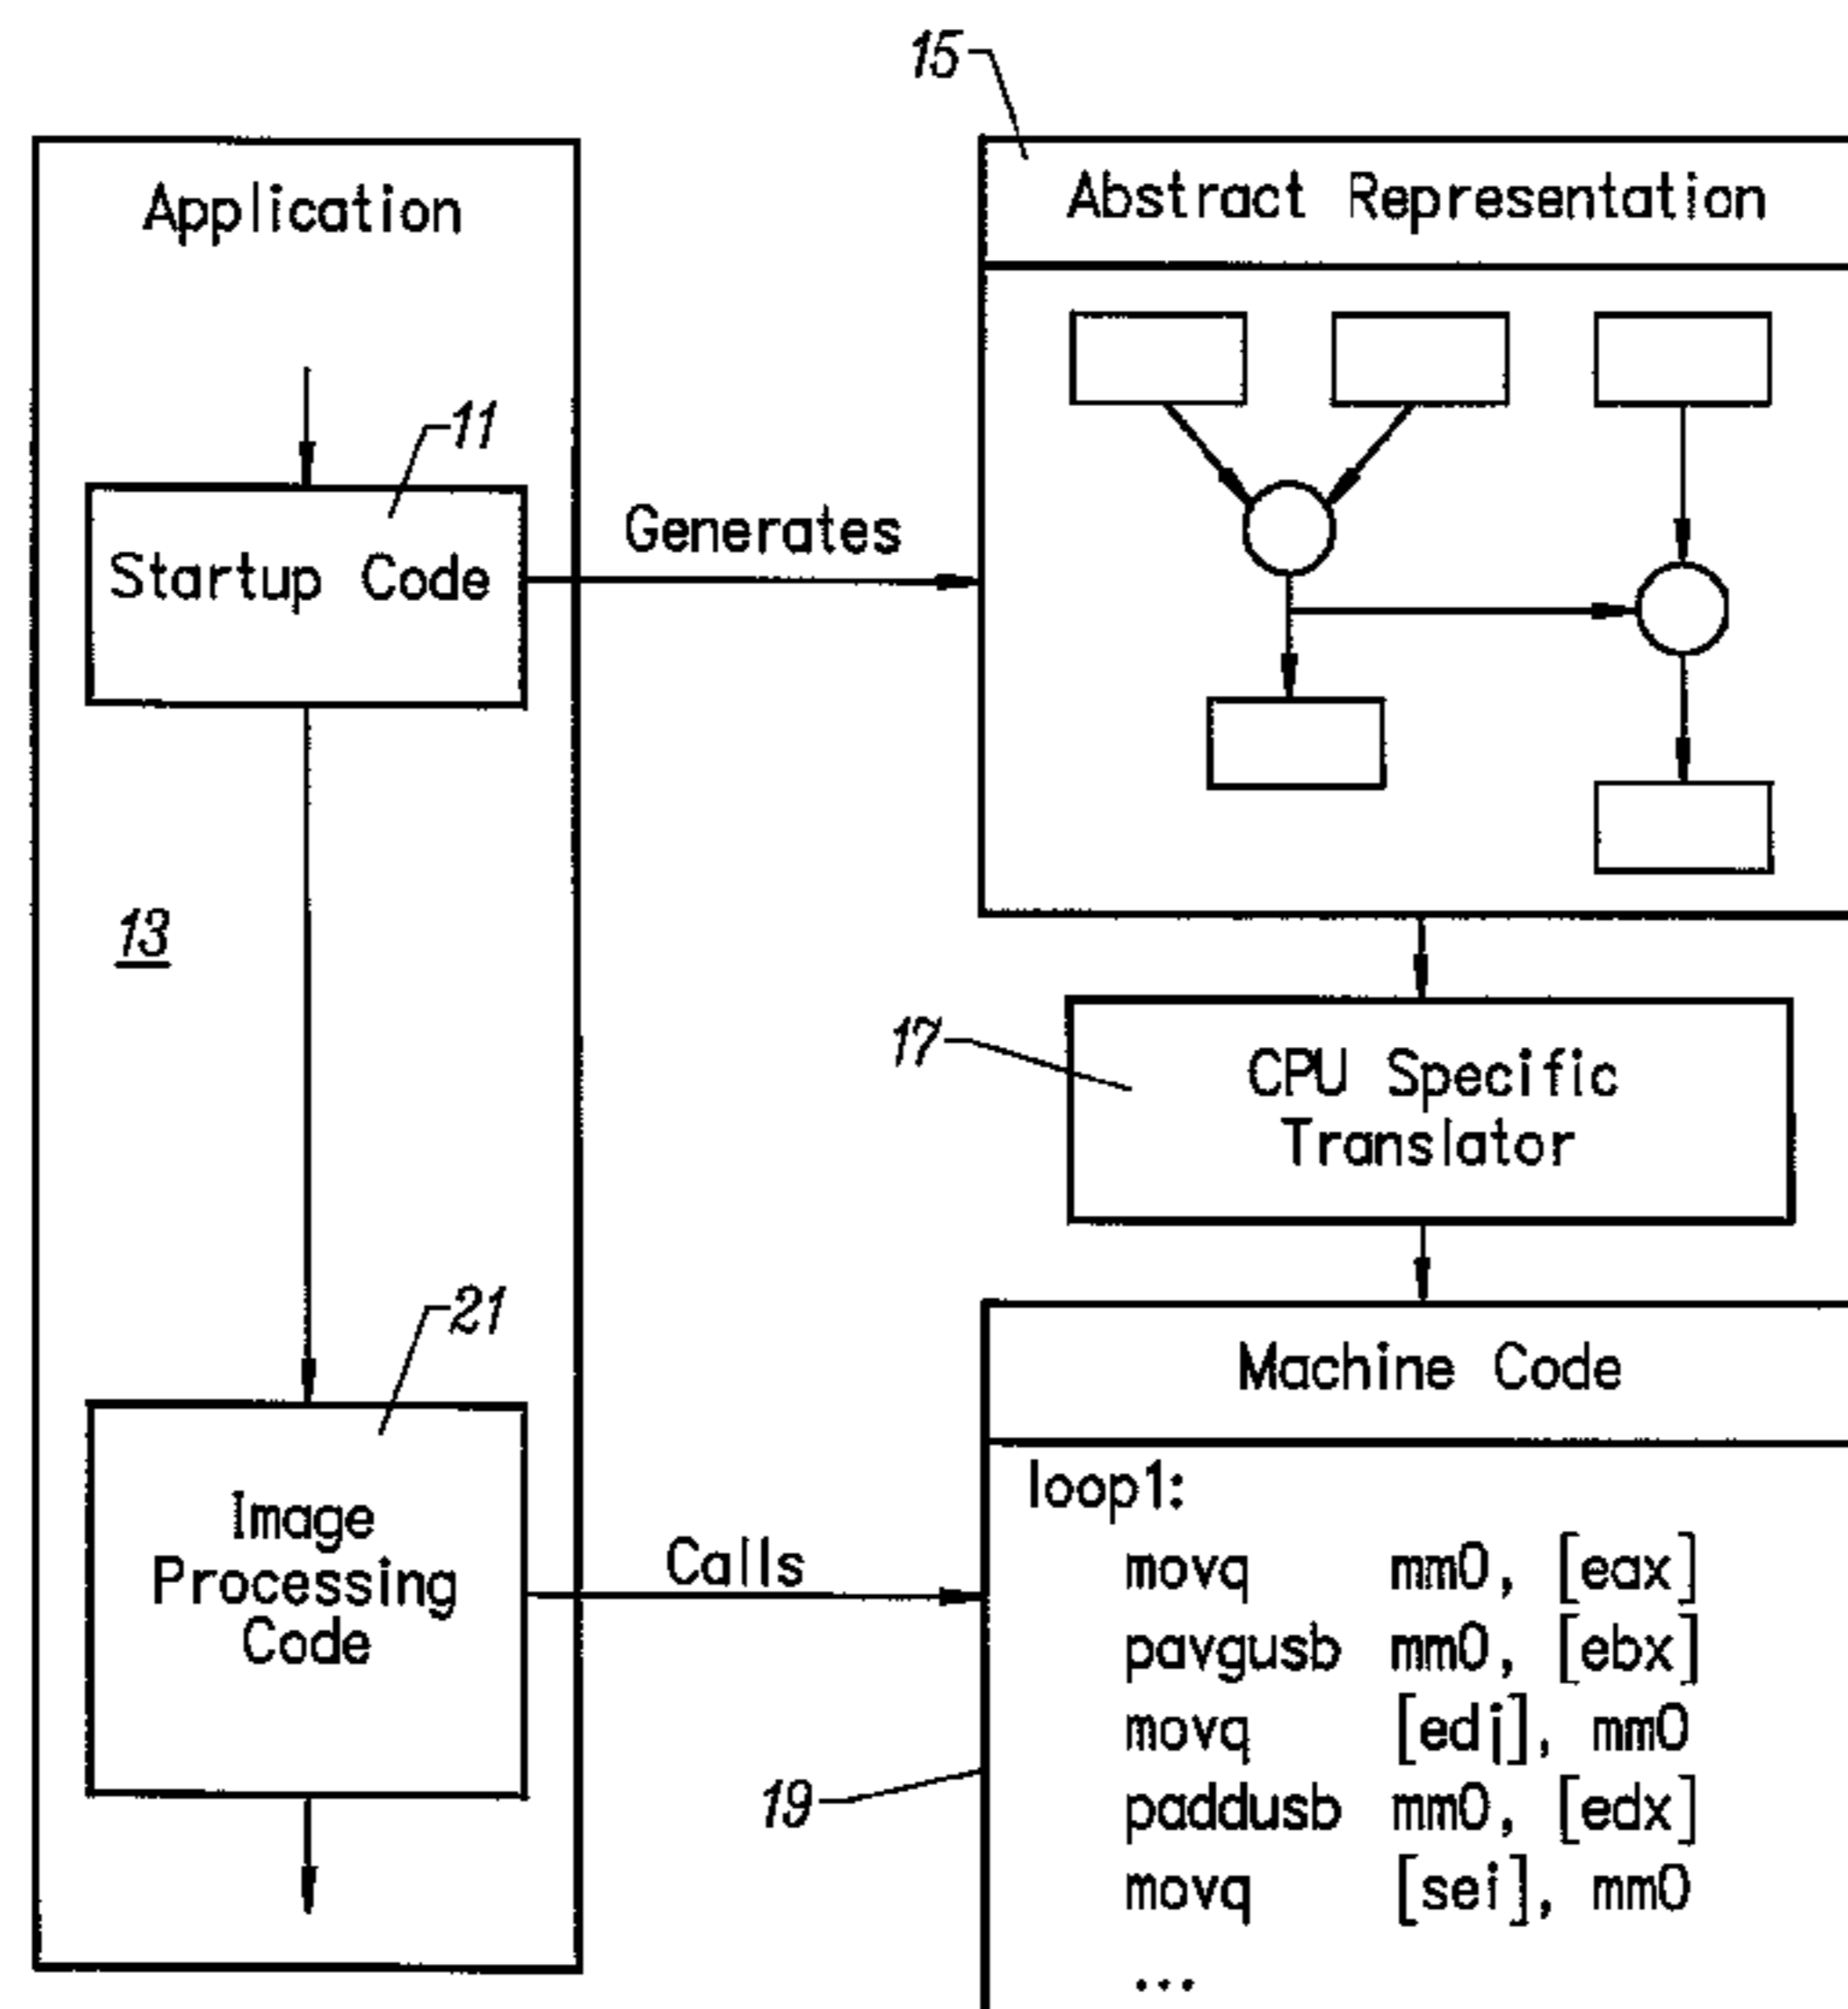 15
Application
Abstract Representation
11
Startup Code
Generates
13
17
CPU Specific
Translator
21
Machine Code
Image
Processing
Code
Calls
loop1:
movq mm0, [eax]
pavgusb mm0, [ebx]
movq [edi], mm0
19
paddusb mm0, [edx]
movq [sei], mm0
...